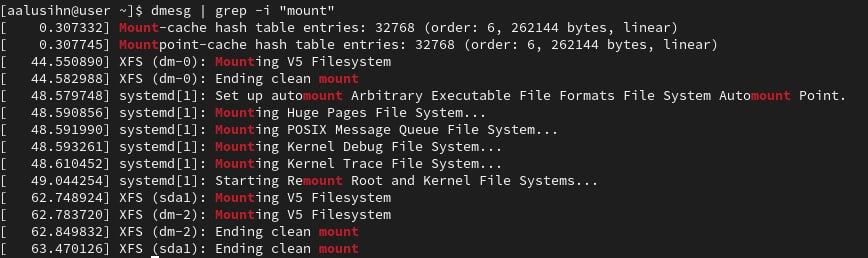 [aalusihn@user ~]$ dmesg | grep -i "mount"
[    0.307332] Mount-cache hash table entries: 32768 (order: 6, 262144 bytes, linear)
[    0.307745] Mountpoint-cache hash table entries: 32768 (order: 6, 262144 bytes, linear)
[   44.550890] XFS (dm-0): Mounting V5 Filesystem
[   44.582988] XFS (dm-0): Ending clean mount
[   48.579748] systemd[1]: Set up automount Arbitrary Executable File Formats File System Automount Point.
[   48.590856] systemd[1]: Mounting Huge Pages File System...
[   48.591990] systemd[1]: Mounting POSIX Message Queue File System...
[   48.593261] systemd[1]: Mounting Kernel Debug File System...
[   48.610452] systemd[1]: Mounting Kernel Trace File System...
[   49.044254] systemd[1]: Starting Remount Root and Kernel File Systems...
[   62.748924] XFS (sda1): Mounting V5 Filesystem
[   62.783720] XFS (dm-2): Mounting V5 Filesystem
[   62.849832] XFS (dm-2): Ending clean mount
[   63.470126] XFS (sda1): Ending clean mount